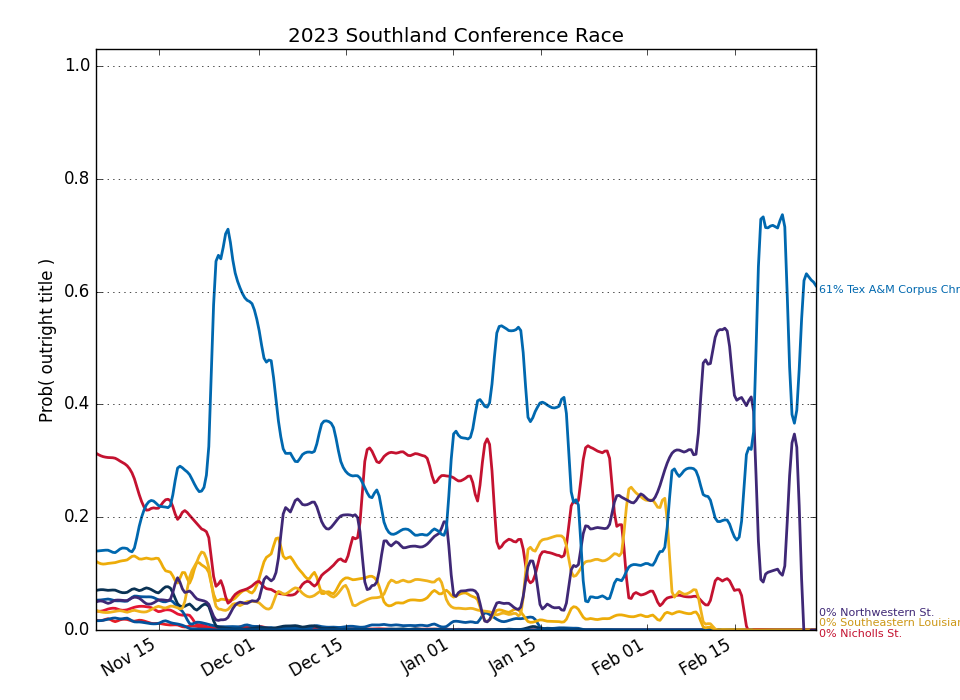 2023 Southland Conference Race
Prob( outright title )
1.0
0.8
0.6
0.4
0.2
0.0
Nov 15
Dec 01
Dec 15
Jan 01
Jan 15
Feb 01
Feb 15
61% Tex A&M Corpus Chr
0% Northwestern St.
0% Southeastern Louisian
0% Nicholls St.